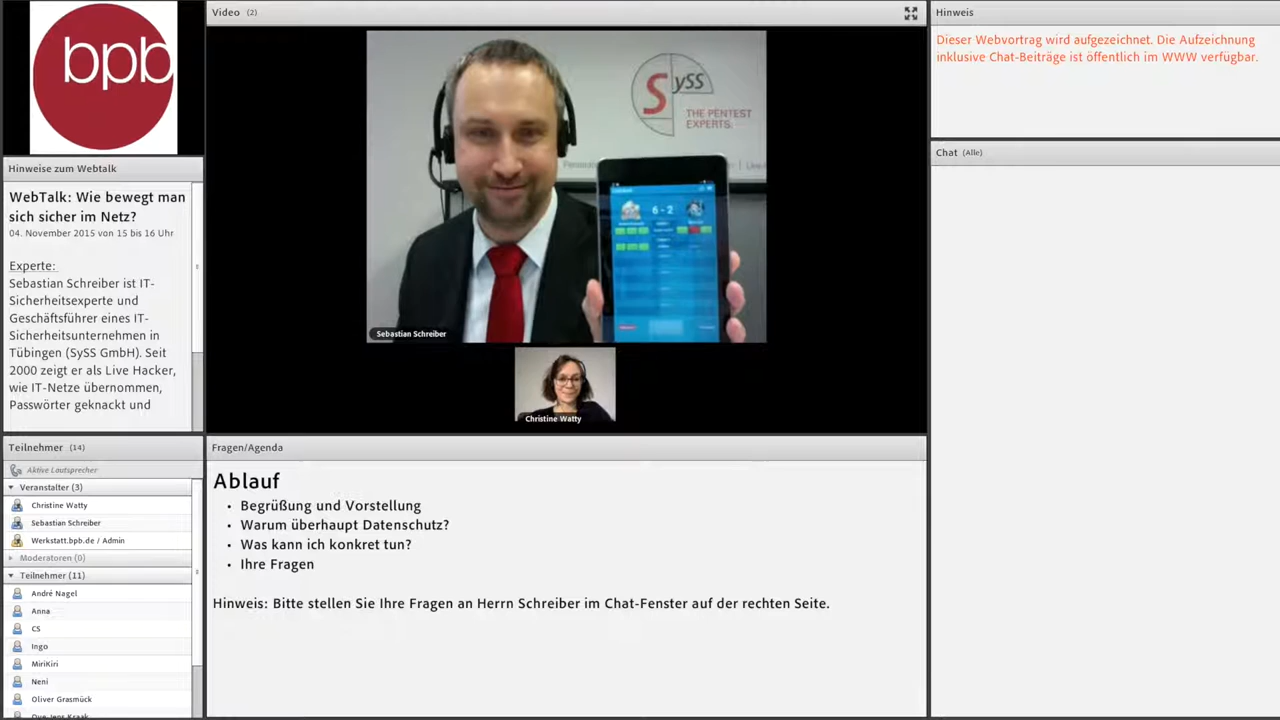 bpb
Hinweise zum Webtalk
WebTalk: Wie bewegt man
sich sicher im Netz?
04. November 2015 von 15 bis 16 Uhr
Experte:
Sebastian Schreiber ist IT-
Sicherheitsexperte und
Geschäftsführer eines IT-
Sicherheitsunternehmen in
Tübingen (SySS GmbH). Seit
2000 zeigt er als Live Hacker,
wie IT-Netze übernommen,
Passwörter geknackt und
Teilnehmer (14)
Aktive Lautsprecher
Veranstalter (3)
Christine Watty
Sebastian Schreiber
Werkstatt.bpb.de / Admin
Moderatoren (0)
Teilnehmer (11)
André Nagel
Anna
CS
Ingo
MiriKiri
Neni
Oliver Grasmück
Video (2)
SySS
THE PENTEST
EXPERTS.
6 - 2
Sebastian Schreiber
Christine Watty
Fragen/Agenda
Ablauf
• Begrüßung und Vorstellung
• Warum überhaupt Datenschutz?
• Was kann ich konkret tun?
• Ihre Fragen
Hinweis: Bitte stellen Sie Ihre Fragen an Herrn Schreiber im Chat-Fenster auf der rechten Seite.
Hinweis
Dieser Webvortrag wird aufgezeichnet. Die Aufzeichnung
inklusive Chat-Beiträge ist öffentlich im WWW verfügbar.
Chat (Alle)